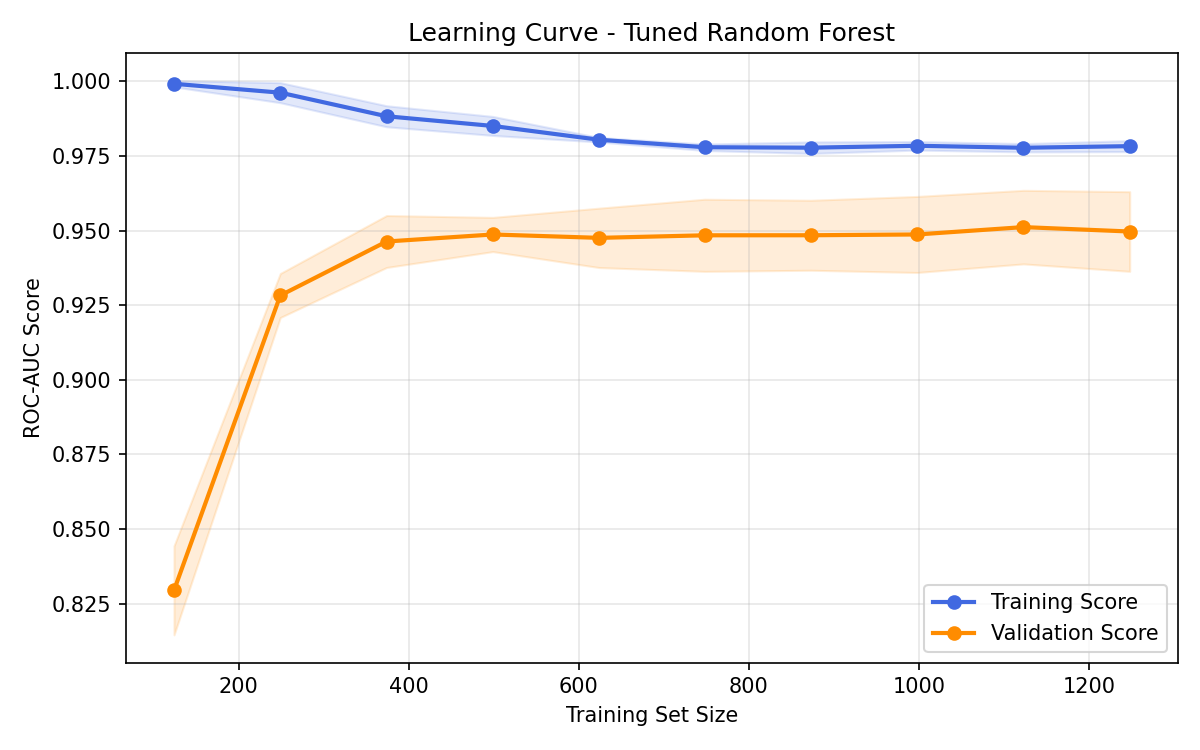 Learning Curve - Tuned Random Forest
1.000
0.975
0.950
0.925
0.900
0.875
0.850
0.825
ROC-AUC Score
200
400
600
800
1000
1200
Training Set Size
Training Score
Validation Score